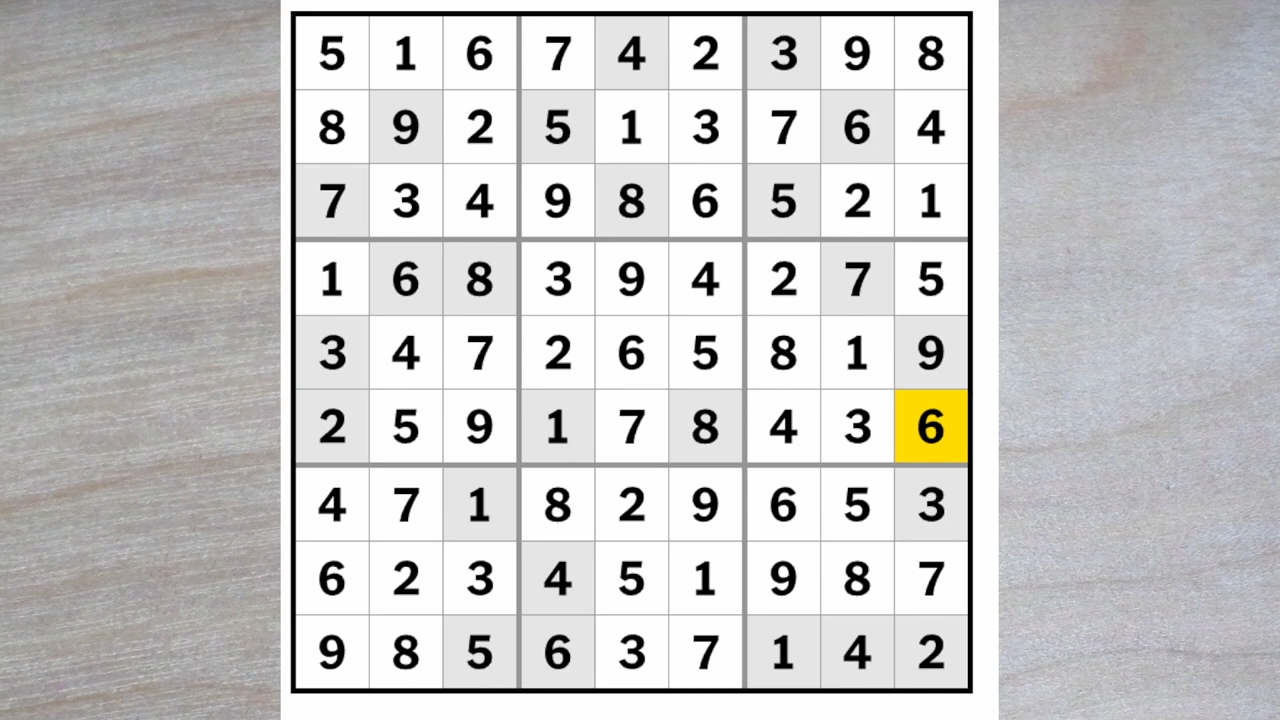 5 1 6 7 4 2 3 9 8
8 9 2 5 1 3 7 6 4
7 3 4 9 8 6 5 2 1
1 6 8 3 9 4 2 7 5
3 4 7 2 6 5 8 1 9
2 5 9 1 7 8 4 3 6
4 7 1 8 2 9 6 5 3
6 2 3 4 5 1 9 8 7
9 8 5 6 3 7 1 4 2